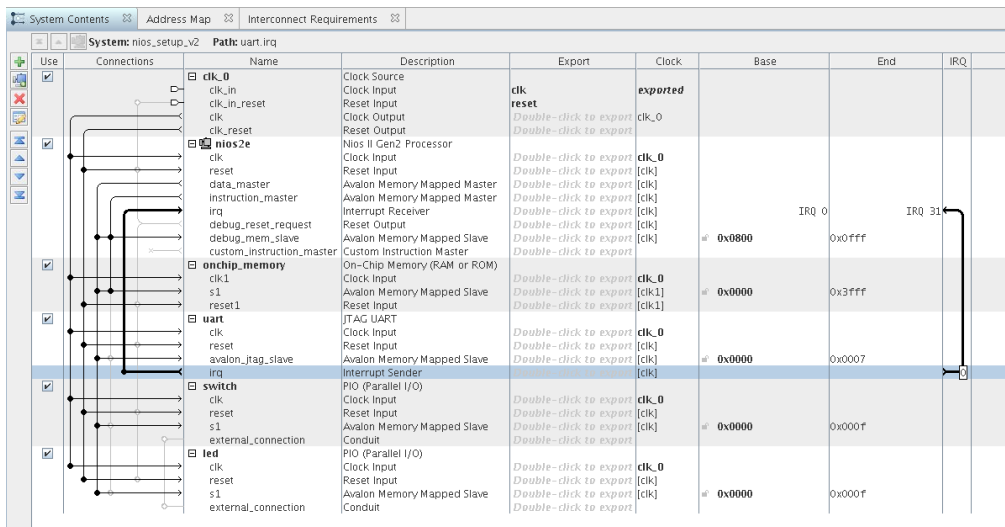 System Contents Address Map Interconnect Requirements
System: nios_setup_v2 Path: uart.irq
Use Connections Name Description Export Clock Base End IRQ
clk_0 Clock Source
clk_in Clock Input clk exported
clk_in_reset Reset Input reset
clk Clock Output Double-click to export clk_0
clk_reset Reset Output Double-click to export
nios2e Nios II Gen2 Processor
clk Clock Input Double-click to export clk_0
reset Reset Input Double-click to export [clk]
data_master Avalon Memory Mapped Master Double-click to export [clk]
instruction_master Avalon Memory Mapped Master Double-click to export [clk]
irq Interrupt Receiver Double-click to export [clk] IRQ 0 IRQ 31
debug_reset_request Reset Output Double-click to export [clk]
debug_mem_slave Avalon Memory Mapped Slave Double-click to export [clk] 0x0800 0x0fff
custom_instruction_master Custom Instruction Master Double-click to export
onchip_memory On-Chip Memory (RAM or ROM)
clk1 Clock Input Double-click to export clk_0
s1 Avalon Memory Mapped Slave Double-click to export [clk1] 0x0000 0x3fff
reset1 Reset Input Double-click to export [clk1]
uart JTAG UART
clk Clock Input Double-click to export clk_0
reset Reset Input Double-click to export [clk]
avalon_jtag_slave Avalon Memory Mapped Slave Double-click to export [clk] 0x0000 0x0007
irq Interrupt Sender Double-click to export [clk] 0
switch PIO (Parallel I/O)
clk Clock Input Double-click to export clk_0
reset Reset Input Double-click to export [clk]
s1 Avalon Memory Mapped Slave Double-click to export [clk] 0x0000 0x000f
external_connection Conduit Double-click to export
led PIO (Parallel I/O)
clk Clock Input Double-click to export clk_0
reset Reset Input Double-click to export [clk]
s1 Avalon Memory Mapped Slave Double-click to export [clk] 0x0000 0x000f
external_connection Conduit Double-click to export